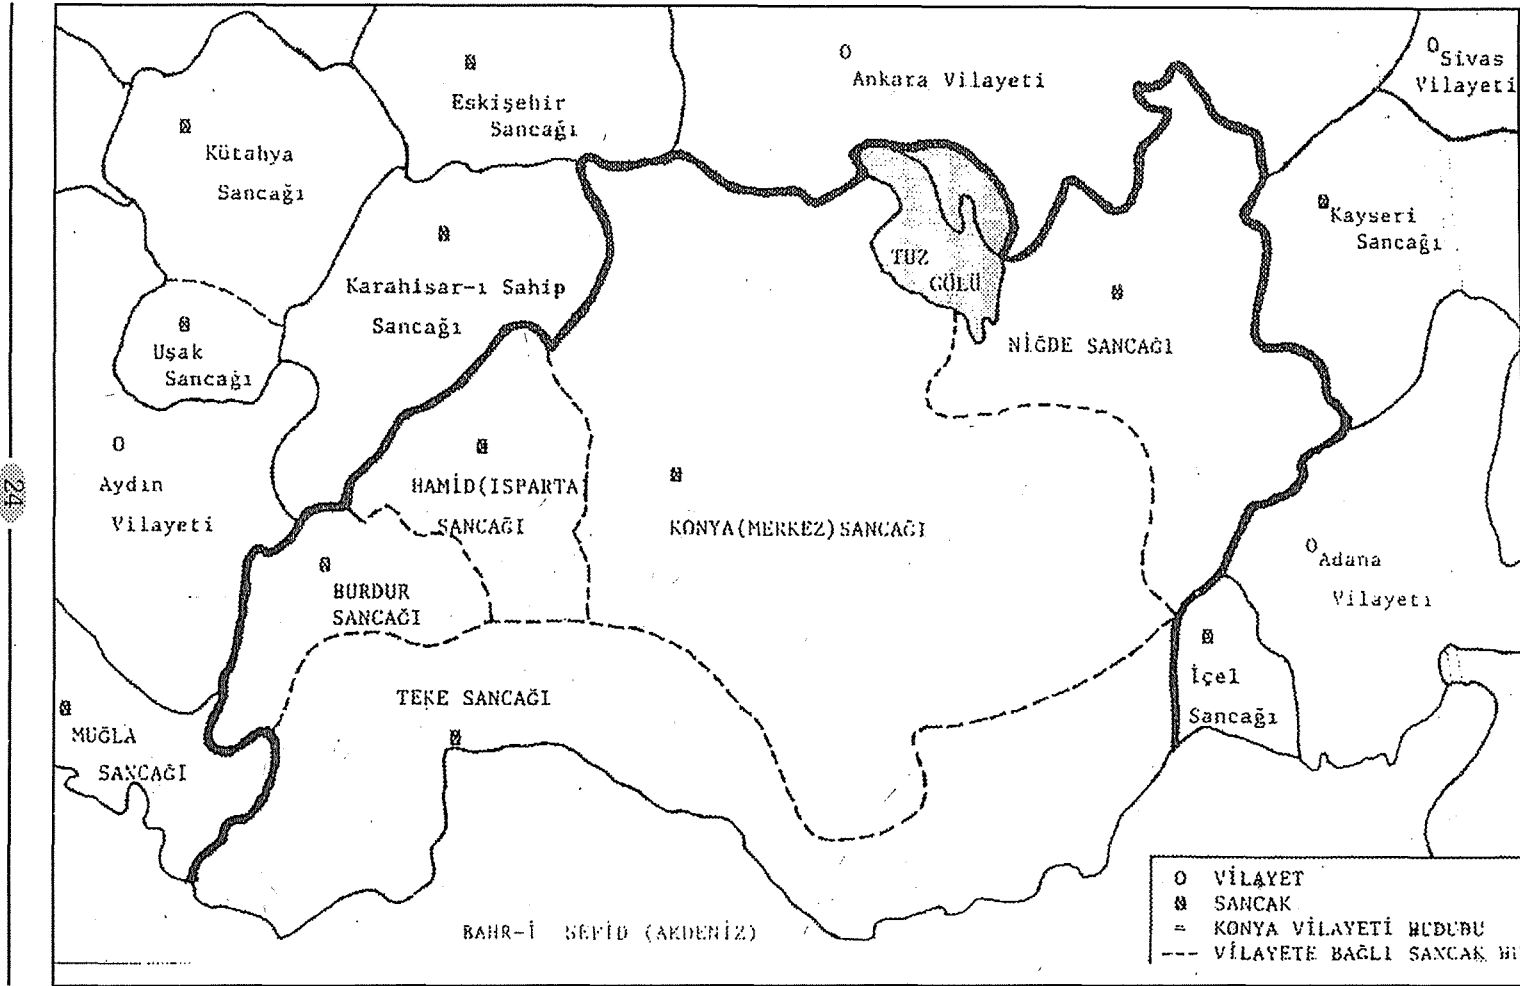 24
Eskişehir
Sancağı
Ankara Vilayeti
Sivas
Vilayeti
Kütahya
Sancağı
Kayseri
Sancağı
Karahisar-ı Sahip
Sancağı
TUZ
GÖLÜ
NİĞDE SANCAĞI
Uşak
Sancağı
Aydın
Vilayeti
HAMİD(ISPARTA
SANCAĞI
KONYA(MERKEZ)SANCAĞI
Adana
Vilayeti
BURDUR
SANCAĞI
İçel
Sancağı
TEKE SANCAĞI
MUĞLA
SANCAĞI
BAHR-İ SEFİD (AKDENİZ)
O VİLAYET
SANCAK
- KONYA VİLAYETİ HUDUDU
--- VİLAYETE BAĞLI SANCAK